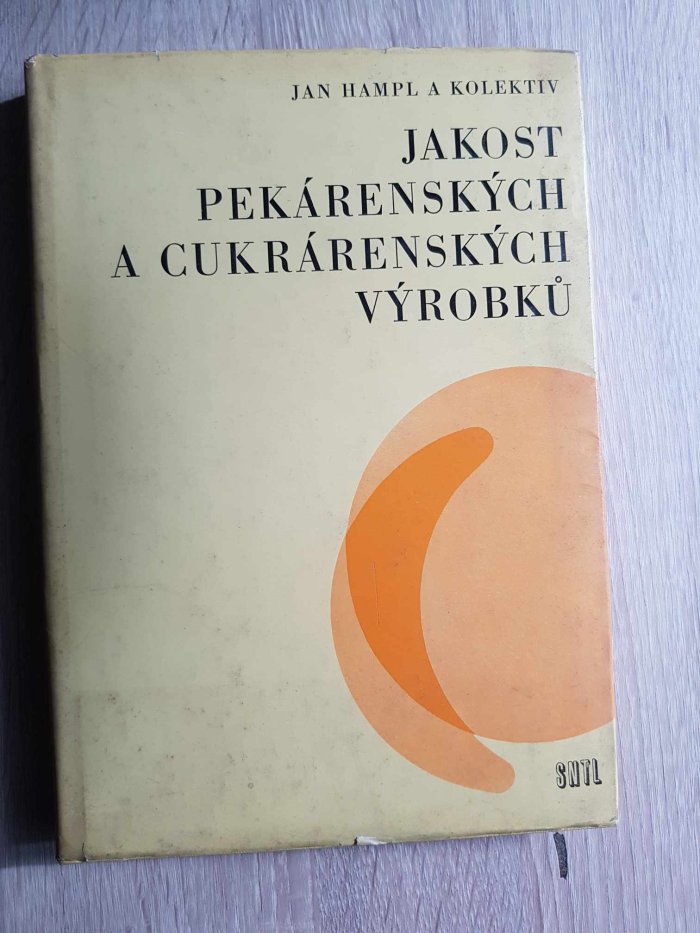 JAN HAMPL A KOLEKTIV
JAKOST
PEKÁRENSKÝCH
A CUKRÁRENSKÝCH
VÝROBKŮ
SNTL